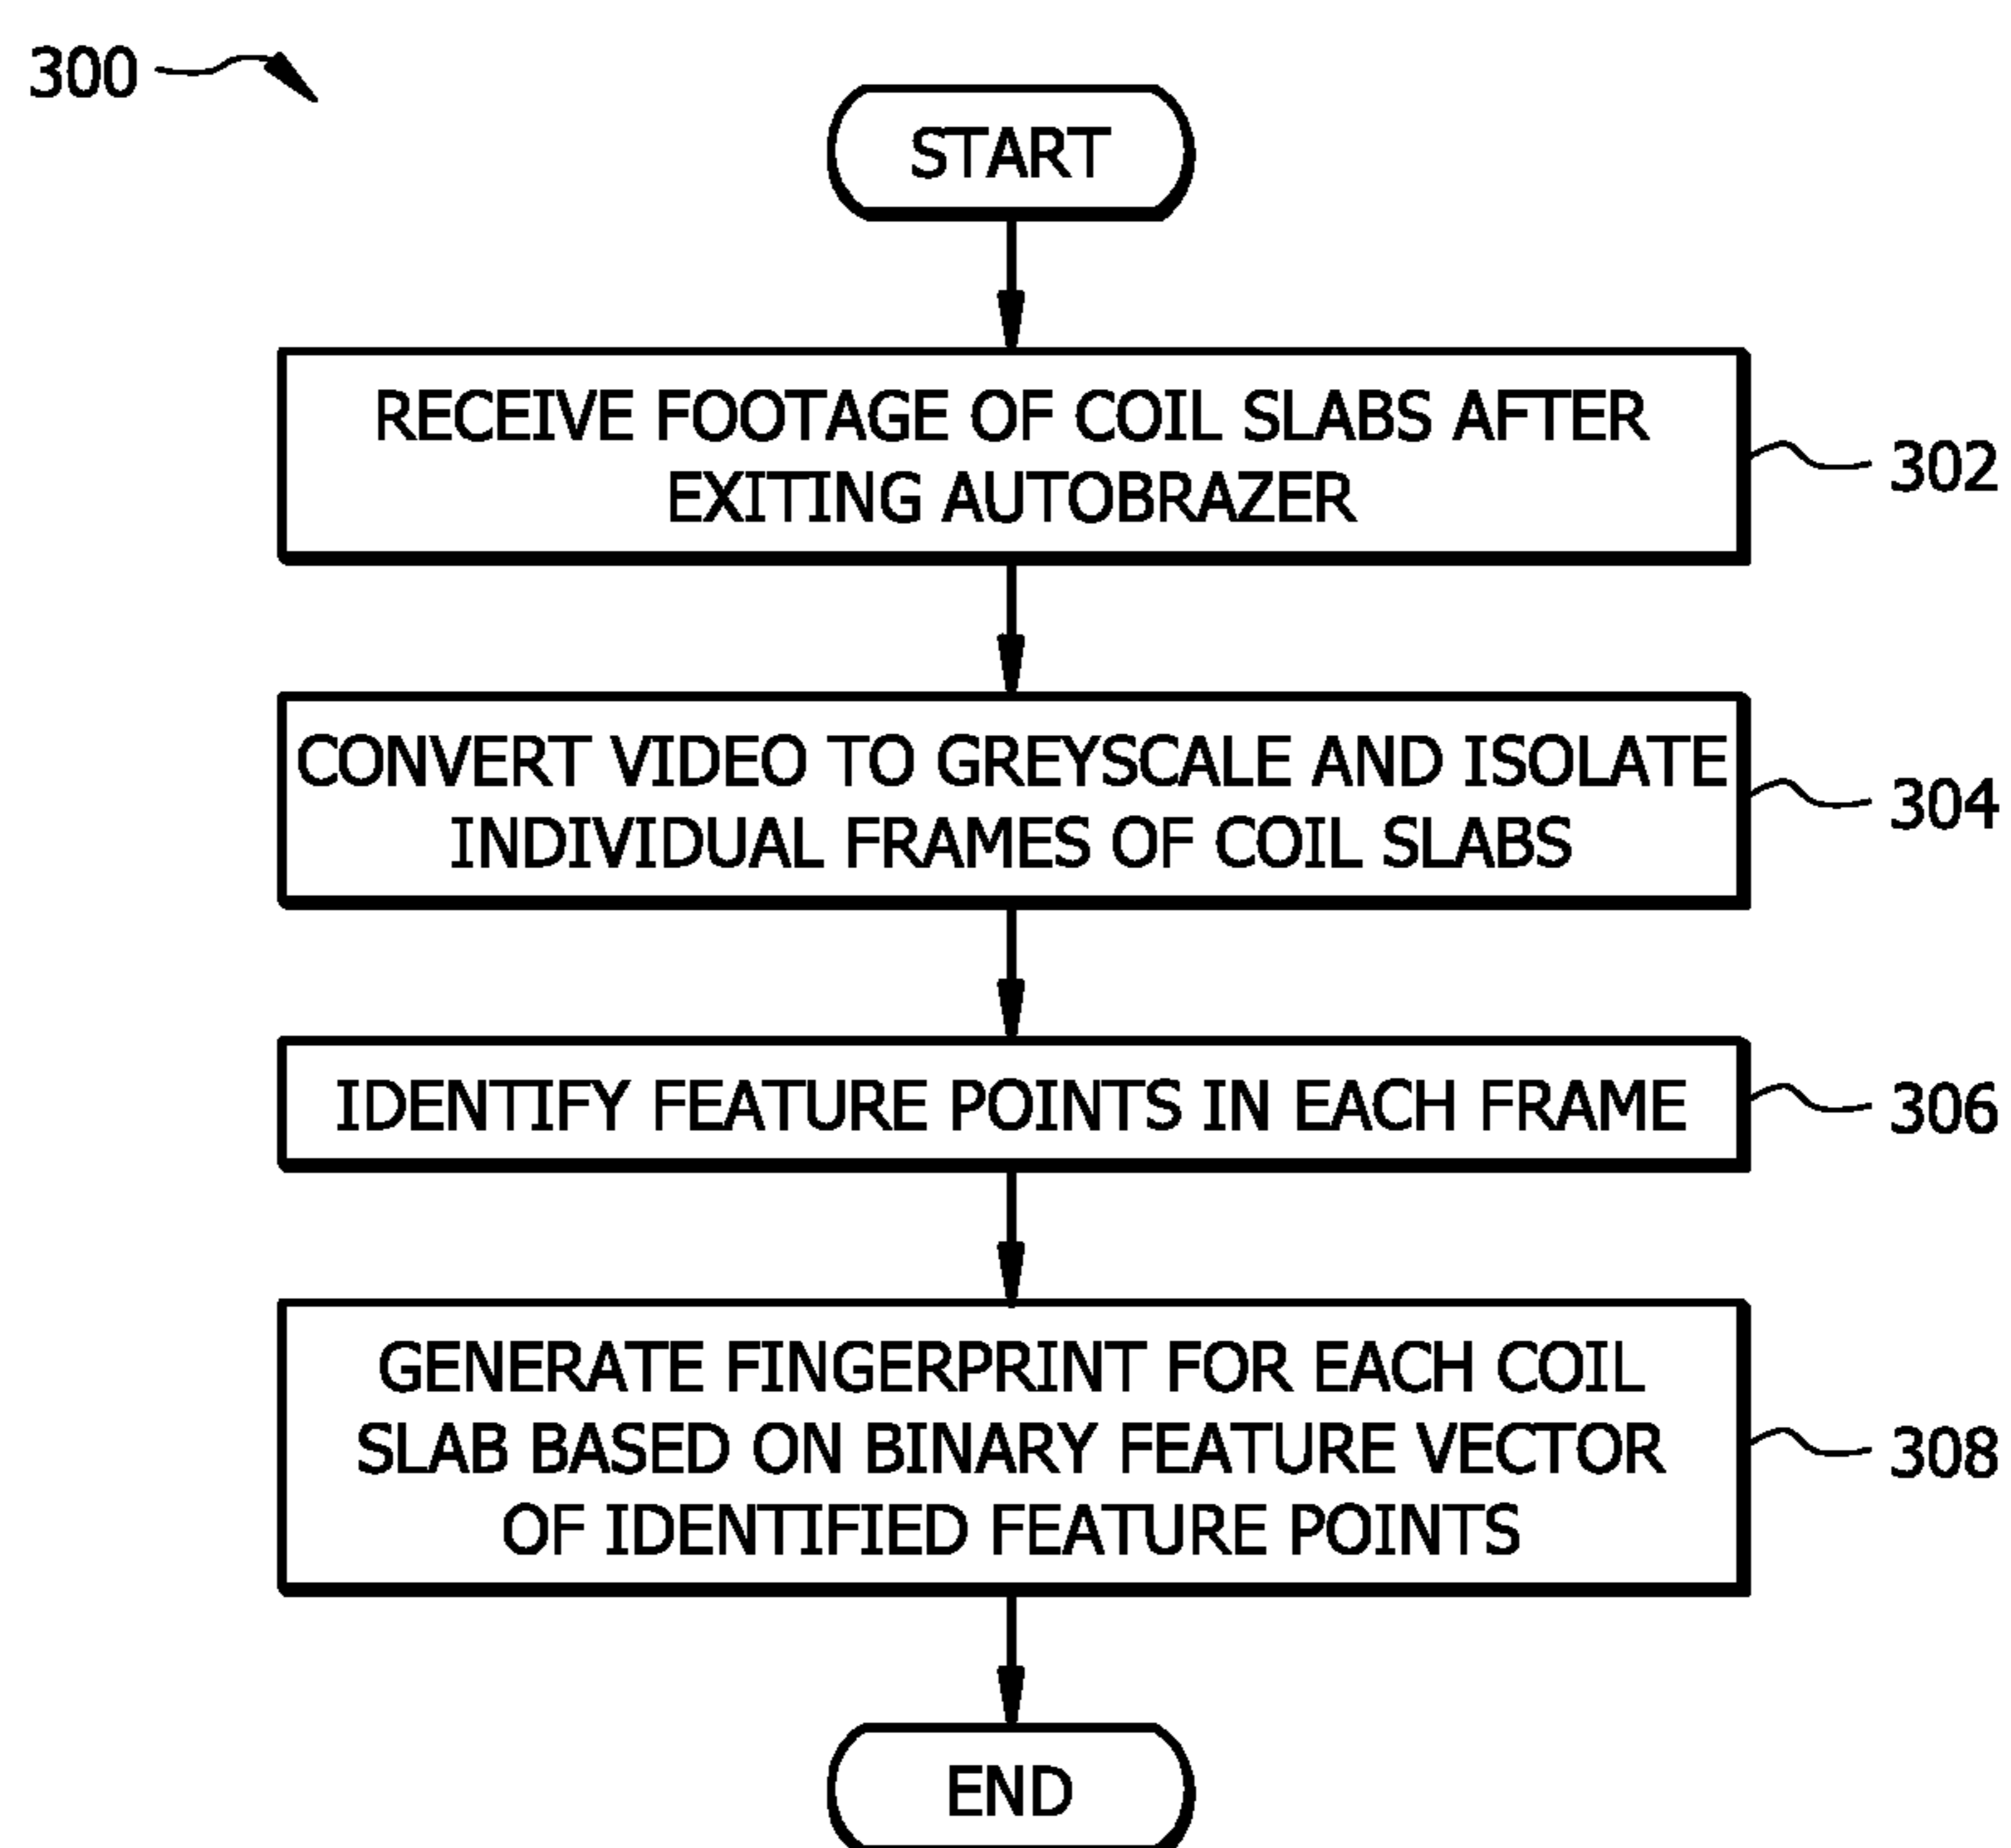 300
START
RECEIVE FOOTAGE OF COIL SLABS AFTER
EXITING AUTOBRAZER
302
CONVERT VIDEO TO GREYSCALE AND ISOLATE
INDIVIDUAL FRAMES OF COIL SLABS
304
IDENTIFY FEATURE POINTS IN EACH FRAME
306
GENERATE FINGERPRINT FOR EACH COIL
SLAB BASED ON BINARY FEATURE VECTOR
OF IDENTIFIED FEATURE POINTS
308
END